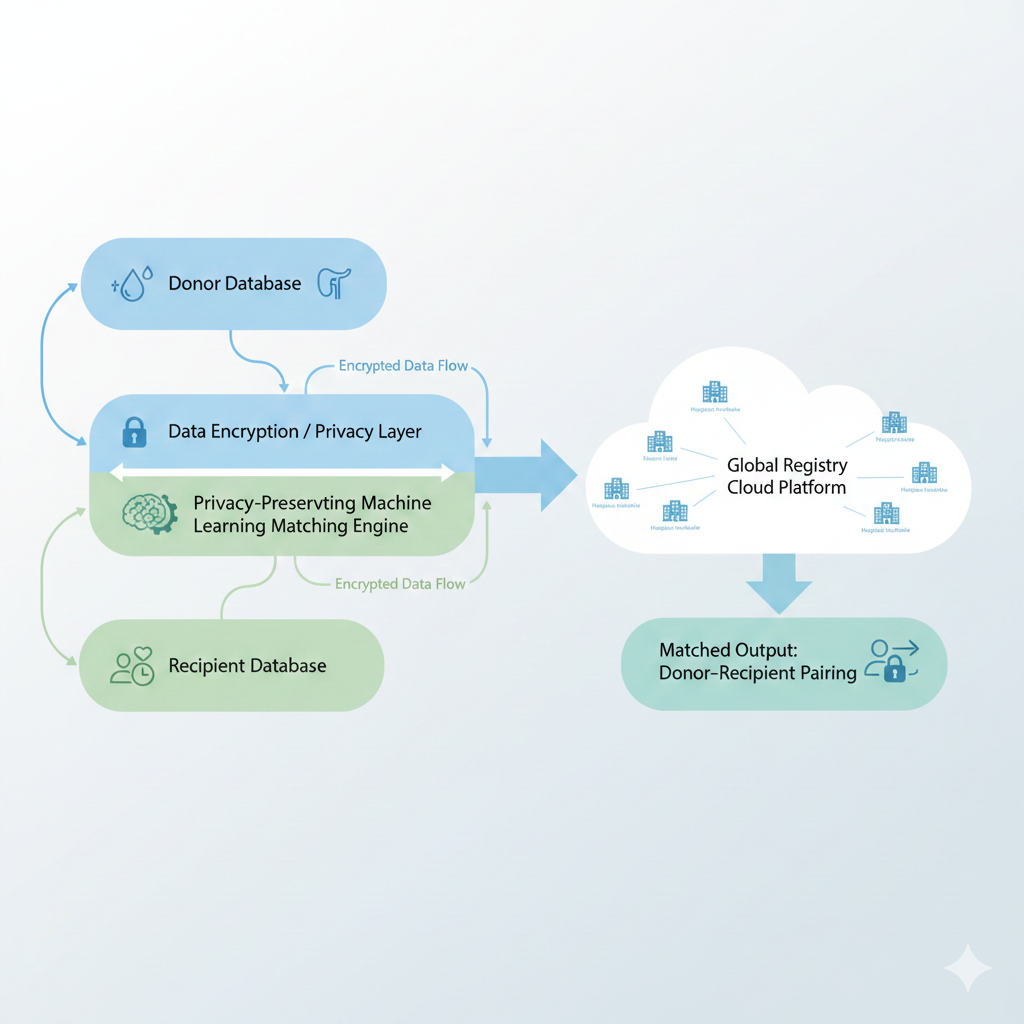 Donor Database
Encrypted Data Flow
Data Encryption / Privacy Layer
Privacy-Preservting Machine
Learning Matching Engine
Encrypted Data Flow
Recipient Database
Global Registry
Cloud Platform
Matched Output:
Donor-Recipient Pairing